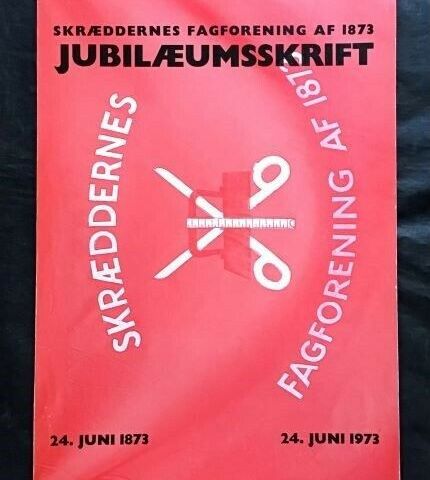 SKRÆDDERNES FAGFORENING AF 1873
JUBILÆUMSSKRIFT
SKRÆDDERNES
FAGFORENING AF 1873
24. JUNI 1873
24. JUNI 1973